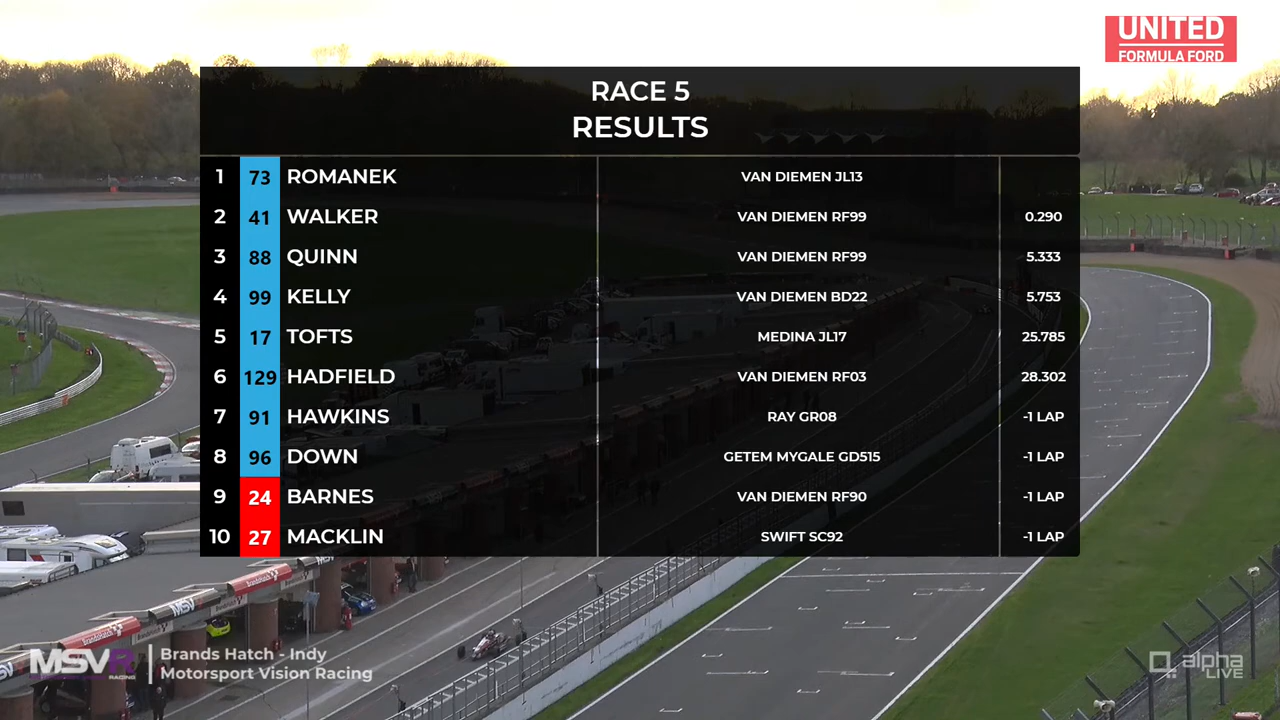 UNITED
FORMULA FORD
RACE 5
RESULTS
1 73 ROMANEK VAN DIEMEN JL13
2 41 WALKER VAN DIEMEN RF99 0.290
3 88 QUINN VAN DIEMEN RF99 5.333
4 99 KELLY VAN DIEMEN BD22 5.753
5 17 TOFTS MEDINA JL17 25.785
6 129 HADFIELD VAN DIEMEN RF03 28.302
7 91 HAWKINS RAY GR08 -1 LAP
8 96 DOWN GETEM MYGALE GD515 -1 LAP
9 24 BARNES VAN DIEMEN RF90 -1 LAP
10 27 MACKLIN SWIFT SC92 -1 LAP
BrandsHatch
MSV
BrandsHatch
MSVR
RACING
Brands Hatch - Indy
Motorsport Vision Racing
alpha
LIVE